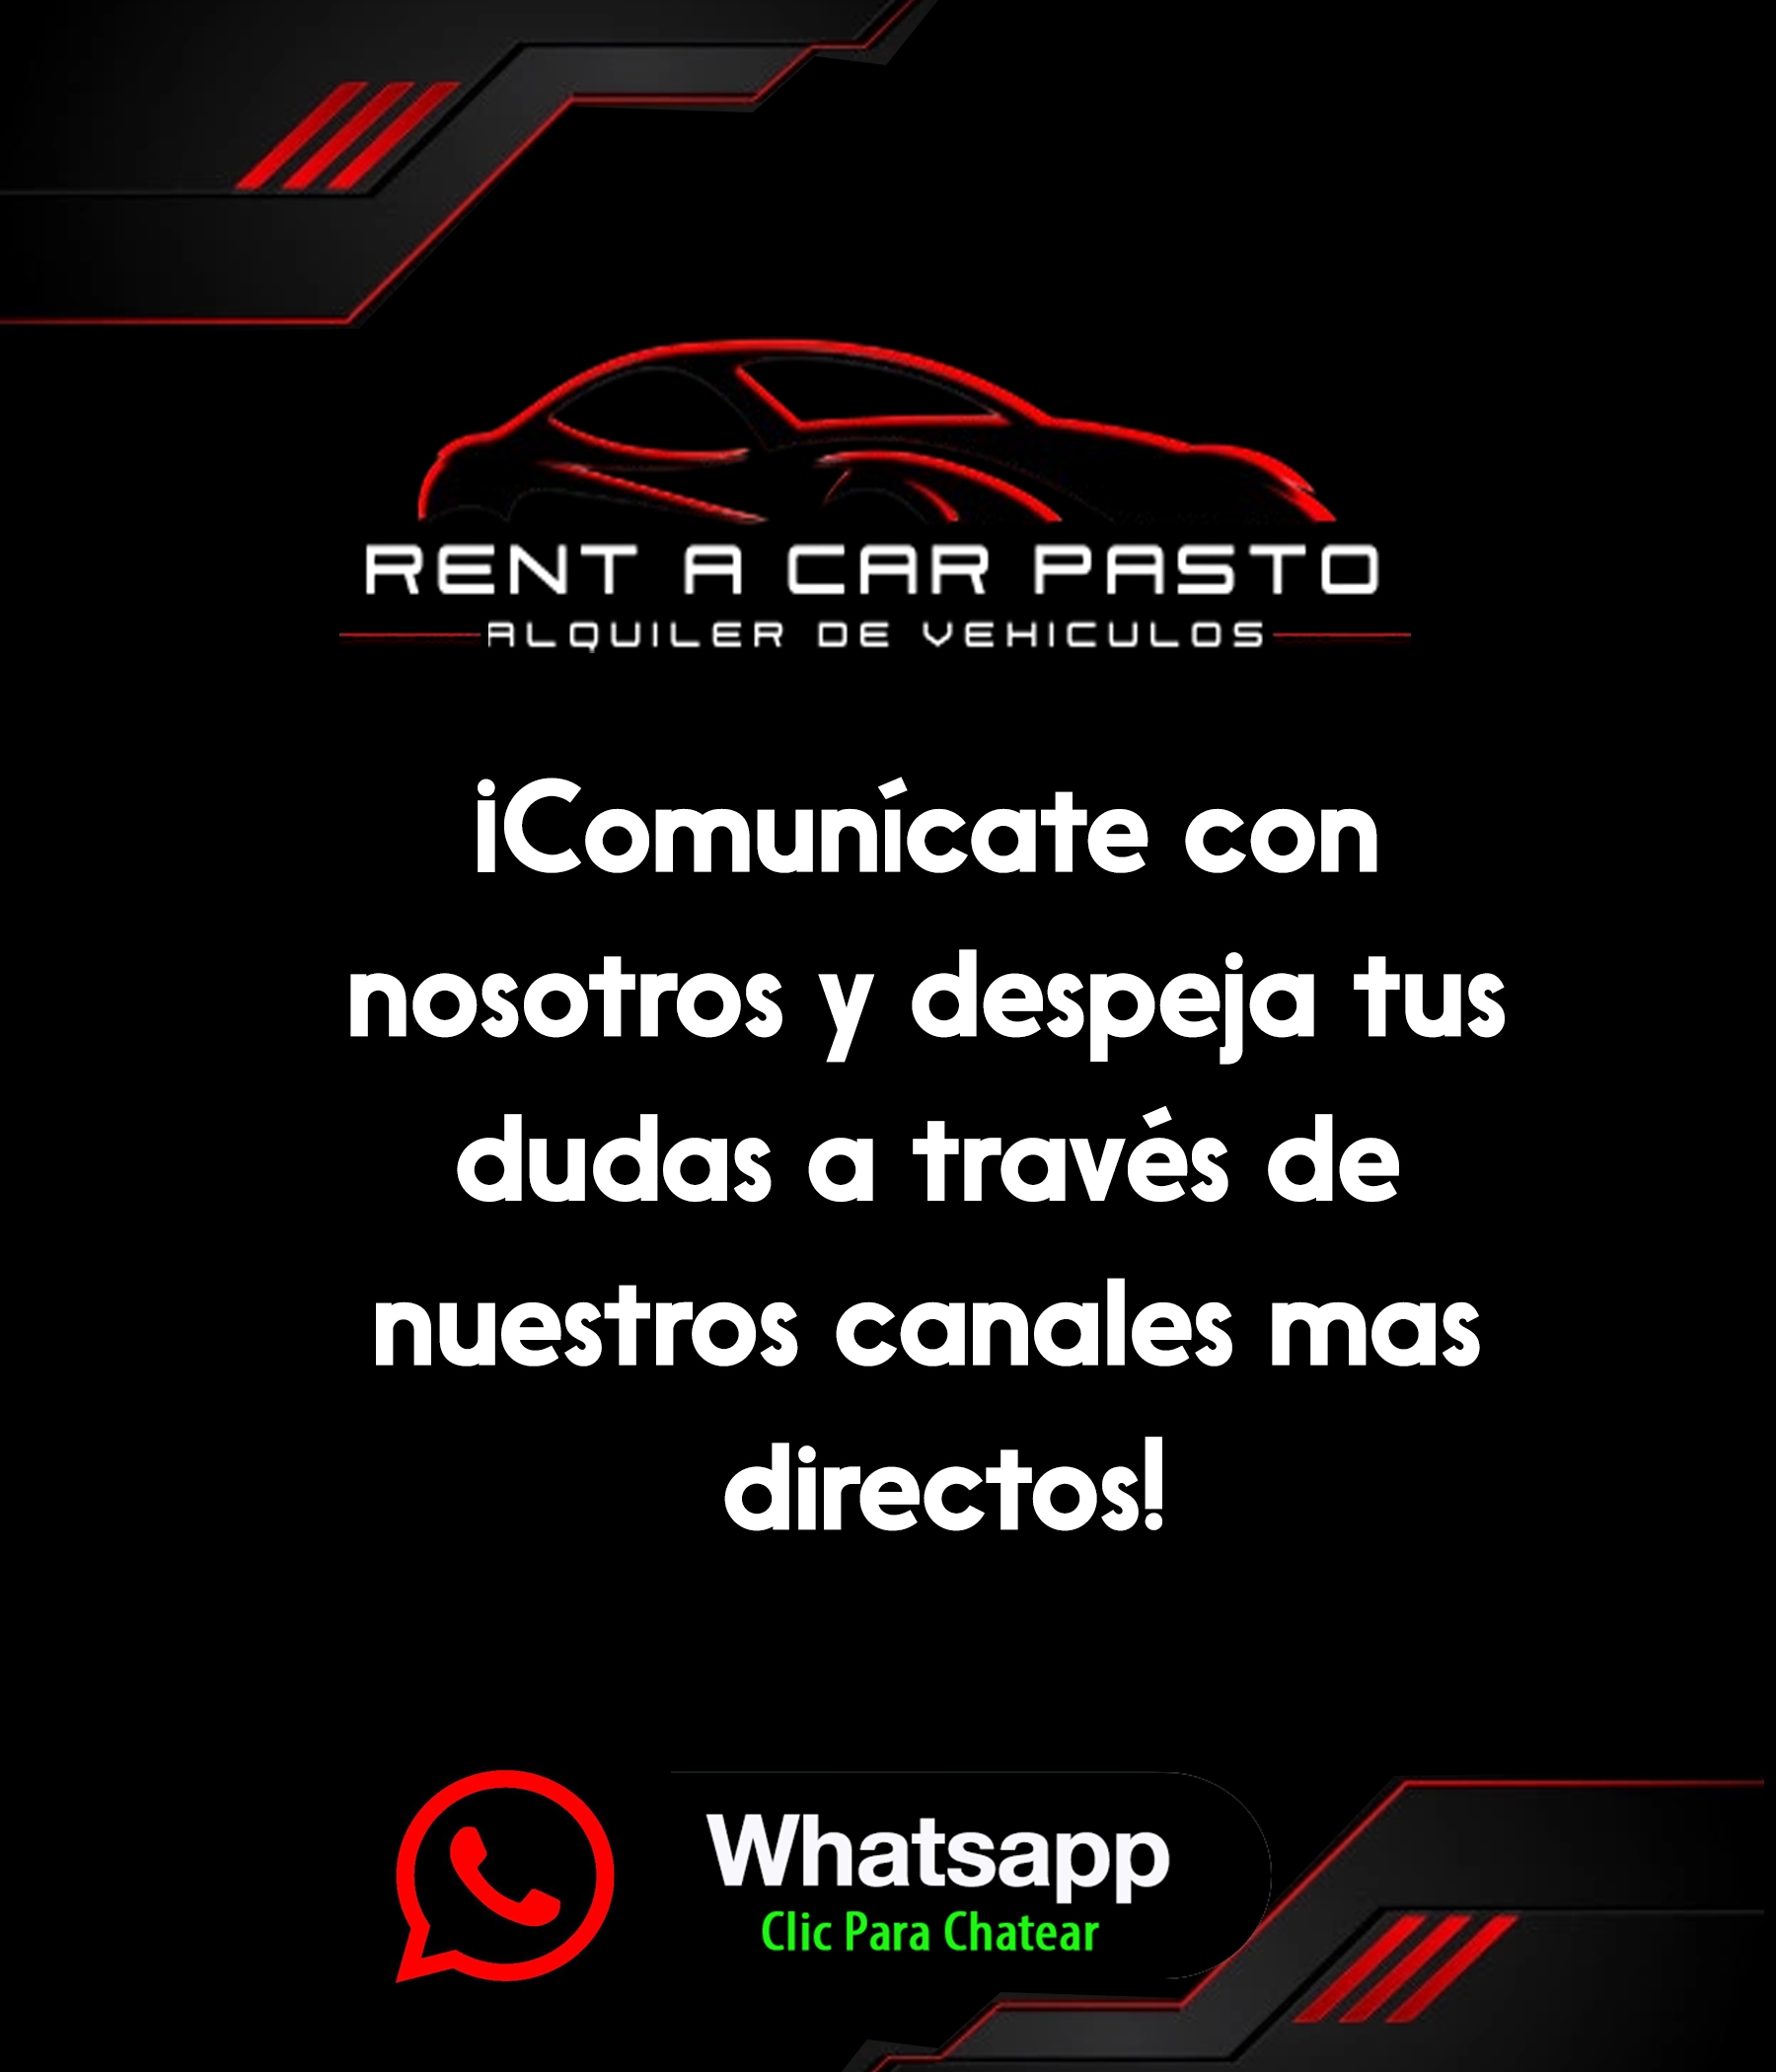 RENT A CAR PASTO
ALQUILER DE VEHICULOS
¡Comunícate con
nosotros y despeja tus
dudas a través de
nuestros canales mas
directos!
Whatsapp
Clic Para Chatear